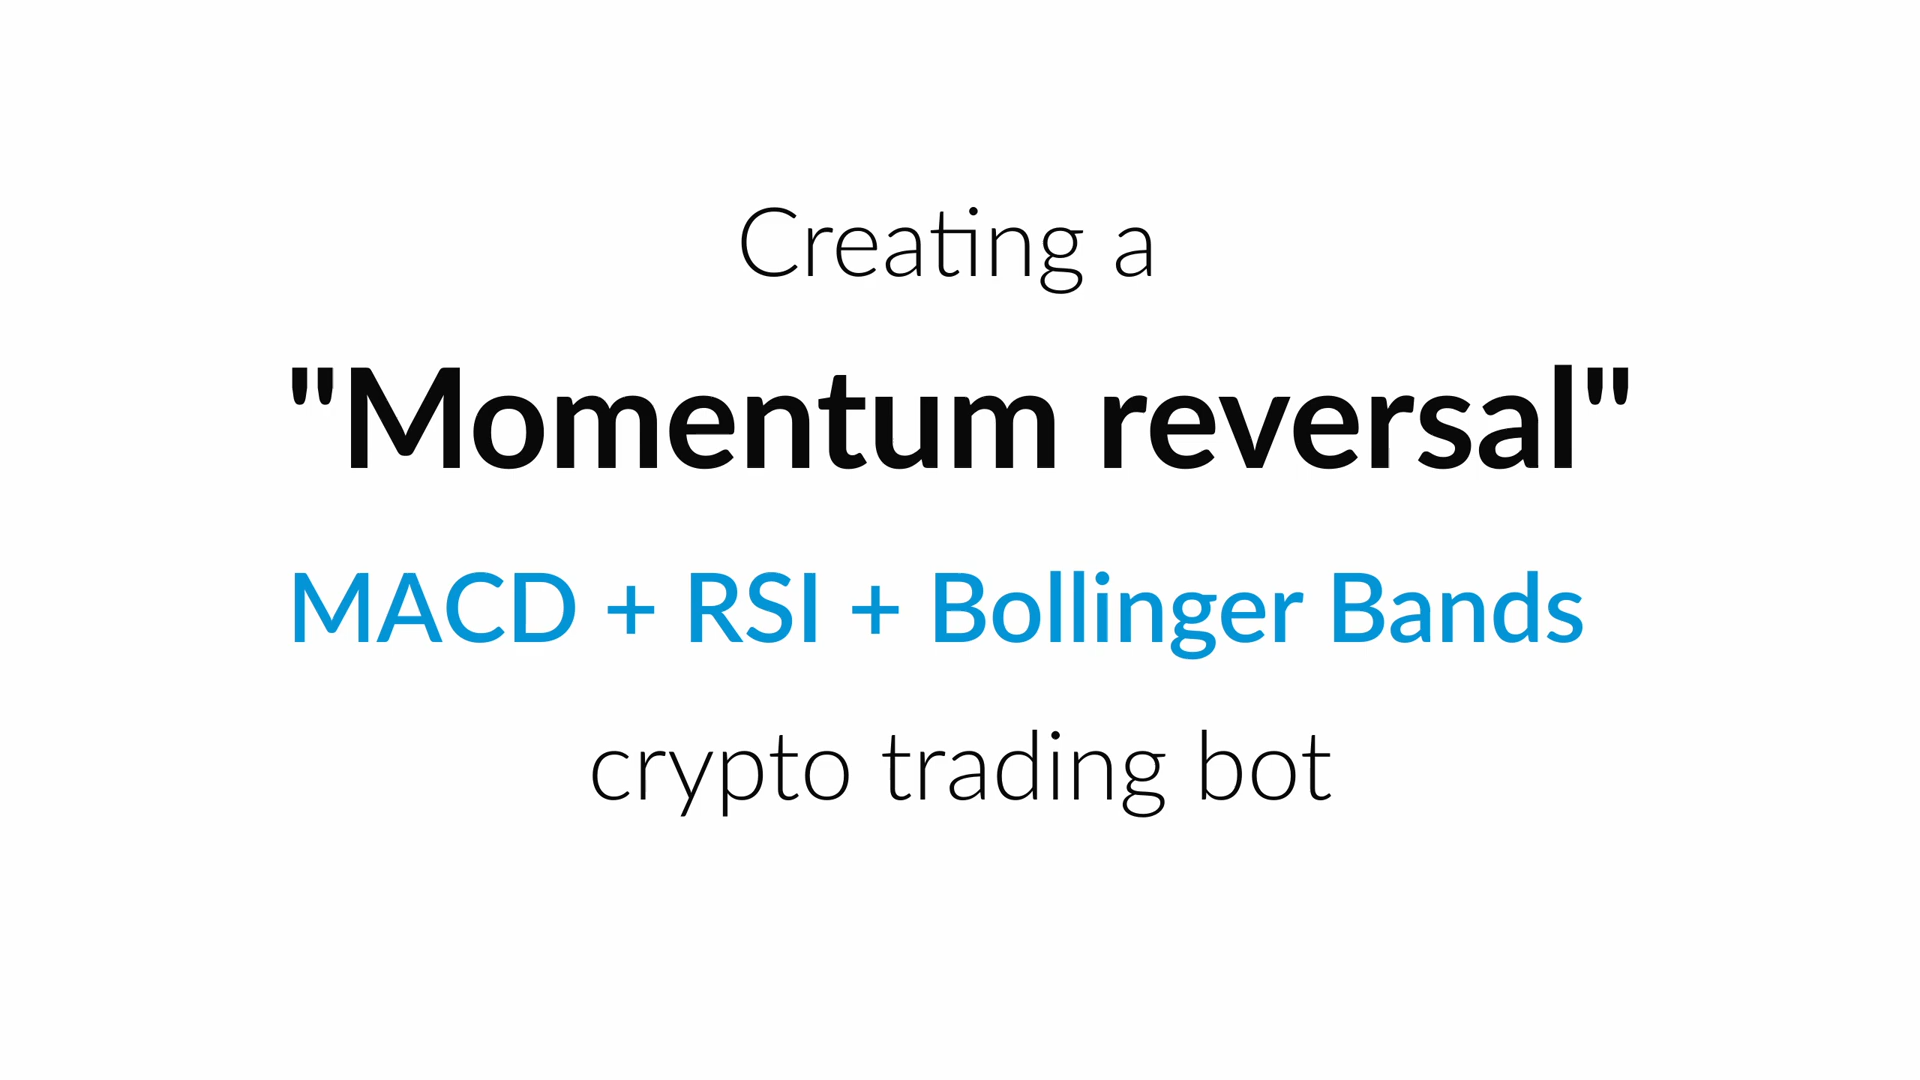 Creating a
"Momentum reversal"
MACD + RSI + Bollinger Bands
crypto trading bot